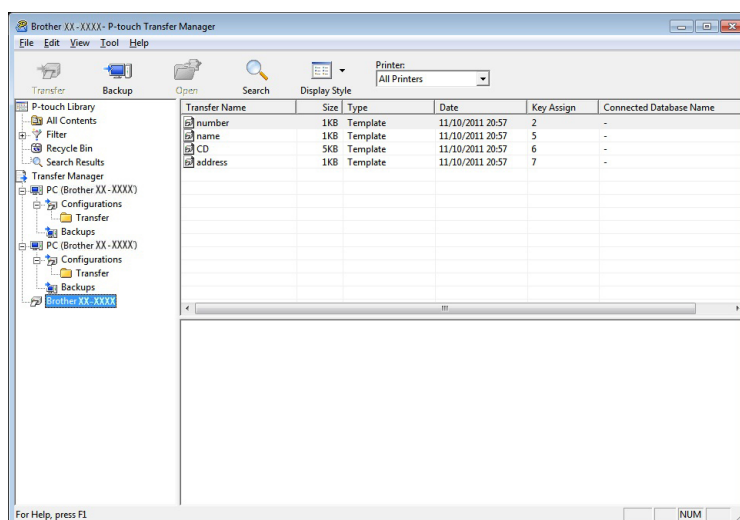 Brother XX-XXXX- P-touch Transfer Manager
File Edit View Tool Help
Transfer Backup Open Search Display Style
Printer:
All Printers
P-touch Library
All Contents
Filter
Recycle Bin
Search Results
Transfer Manager
PC (Brother XX-XXXX)
Configurations
Transfer
Backups
PC (Brother XX-XXXX)
Configurations
Transfer
Backups
Brother XX-XXXX
Transfer Name Size Type Date Key Assign Connected Database Name
number 1KB Template 11/10/2011 20:57 2 -
name 1KB Template 11/10/2011 20:57 5 -
CD 5KB Template 11/10/2011 20:57 6 -
address 1KB Template 11/10/2011 20:57 7 -
For Help, press F1
NUM